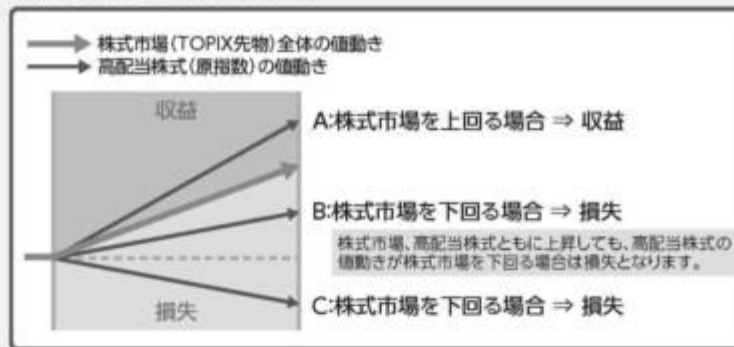 株式市場(TOPIX先物)全体の値動き
高配当株式(原指数)の値動き
収益
A:株式市場を上回る場合 ⇒ 収益
B:株式市場を下回る場合 ⇒ 損失
株式市場、高配当株式ともに上昇しても、高配当株式の
値動きが株式市場を下回る場合は損失となります。
損失
C:株式市場を下回る場合 ⇒ 損失